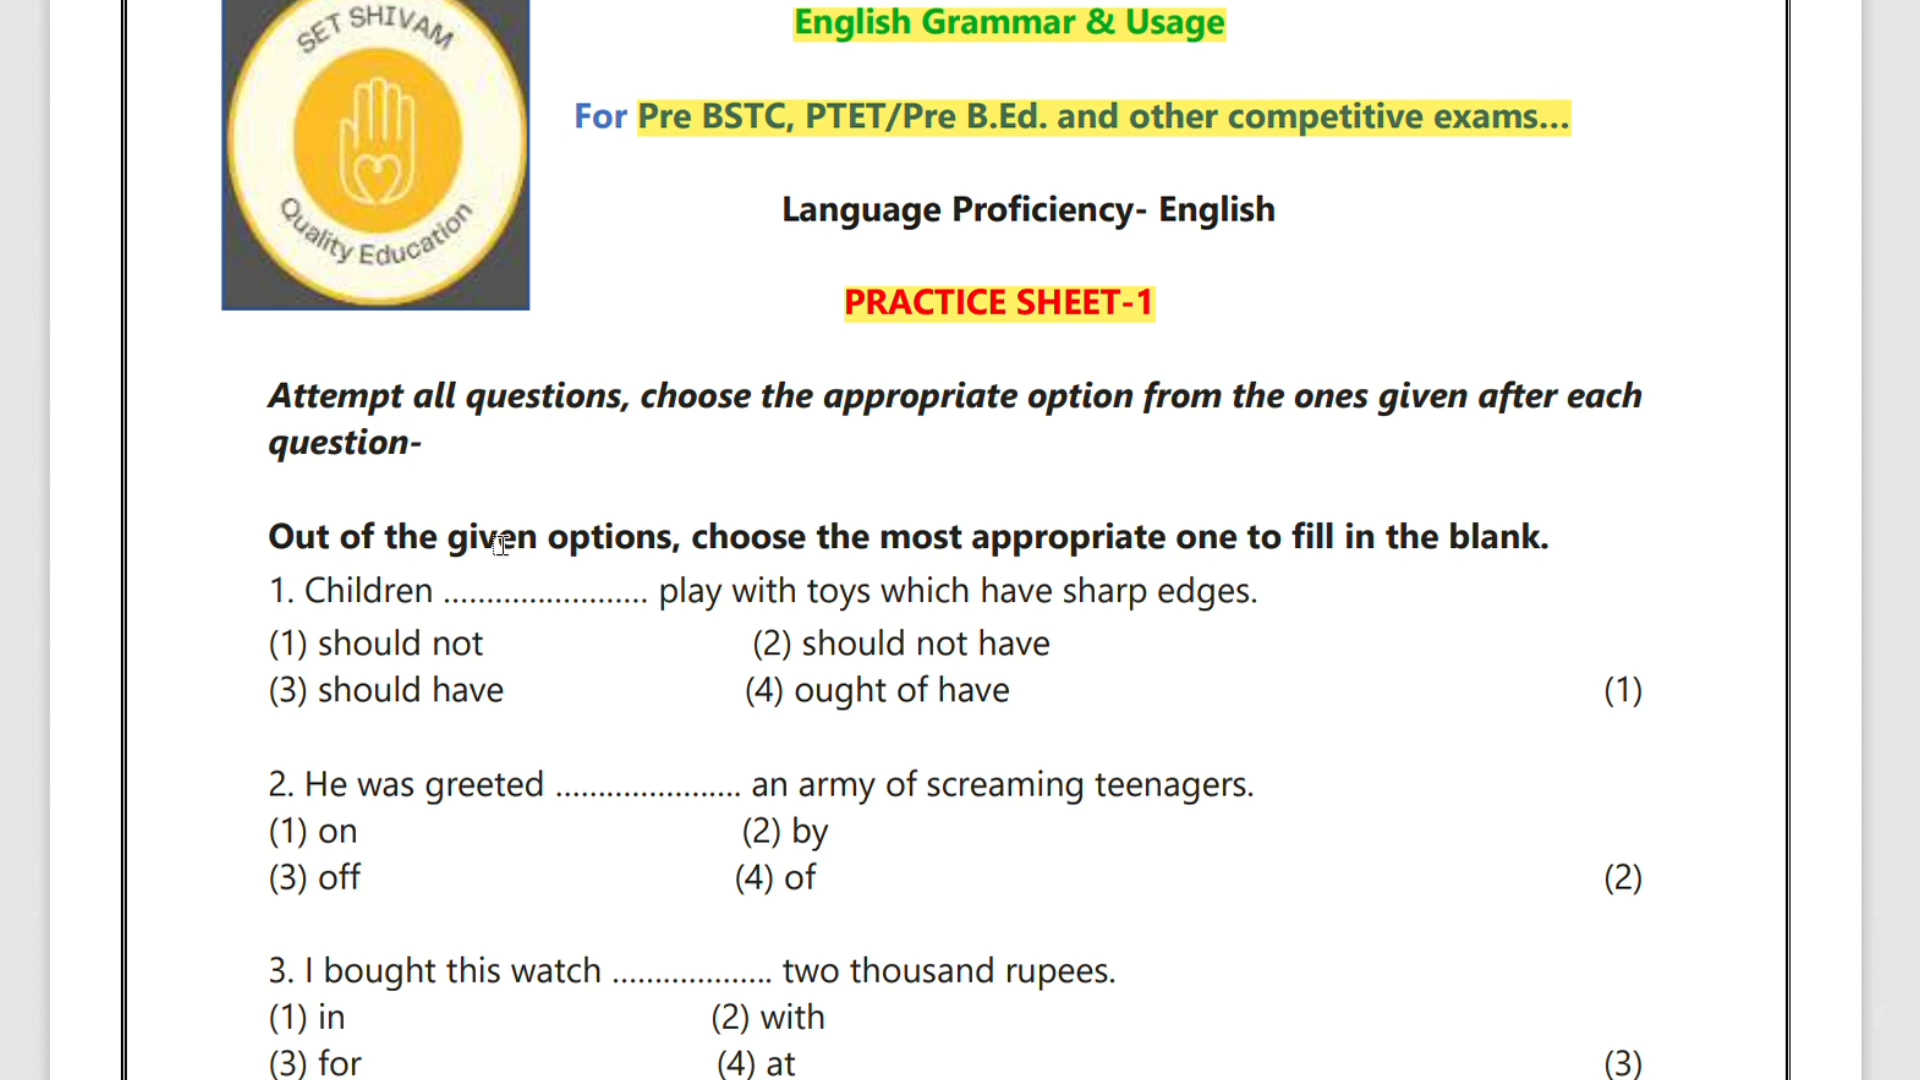 SET SHIVAM
Quality Education
English Grammar & Usage
For Pre BSTC, PTET/Pre B.Ed. and other competitive exams...
Language Proficiency- English
PRACTICE SHEET-1
Attempt all questions, choose the appropriate option from the ones given after each
question-
Out of the given options, choose the most appropriate one to fill in the blank.
1. Children ........................ play with toys which have sharp edges.
(1) should not (2) should not have
(3) should have (4) ought of have (1)
2. He was greeted ...................... an army of screaming teenagers.
(1) on (2) by
(3) off (4) of (2)
3. I bought this watch ................... two thousand rupees.
(1) in (2) with
(3) for (4) at (3)